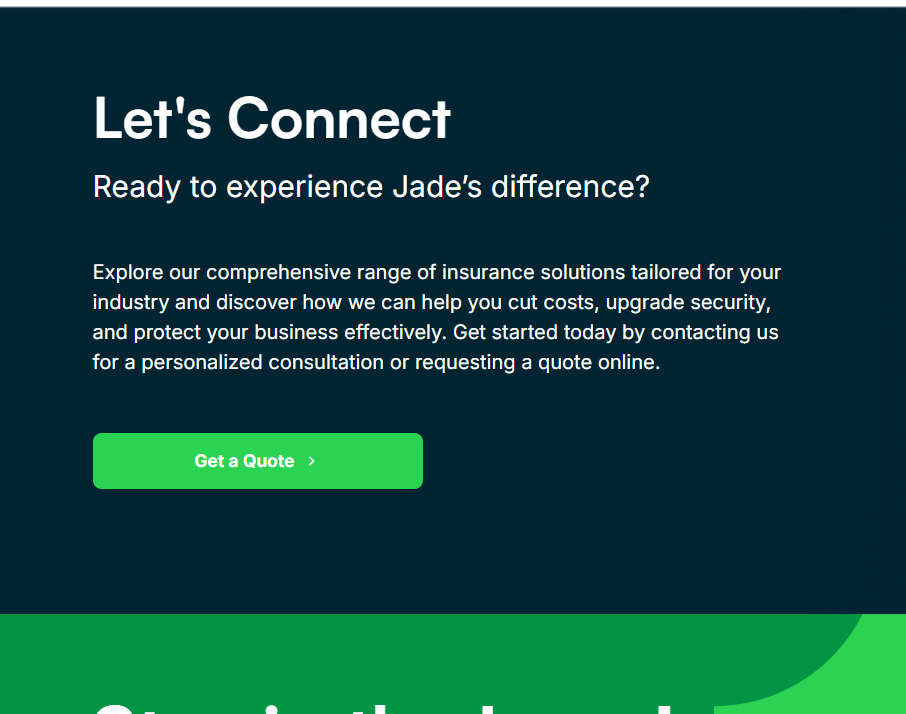 Let's Connect
Ready to experience Jade’s difference?
Explore our comprehensive range of insurance solutions tailored for your
industry and discover how we can help you cut costs, upgrade security,
and protect your business effectively. Get started today by contacting us
for a personalized consultation or requesting a quote online.
Get a Quote